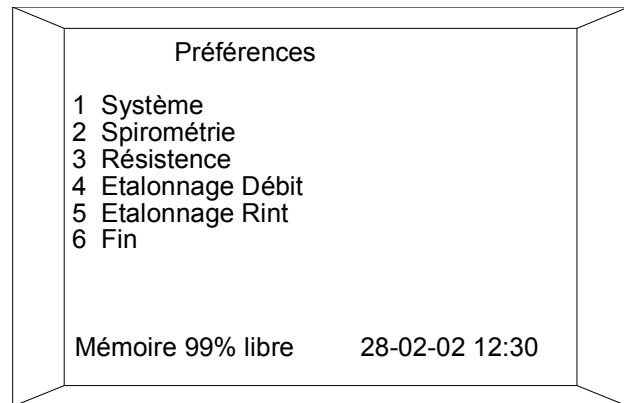 Préférences
1 Système
2 Spirométrie
3 Résistence
4 Etalonnage Débit
5 Etalonnage Rint
6 Fin
Mémoire 99% libre 28-02-02 12:30